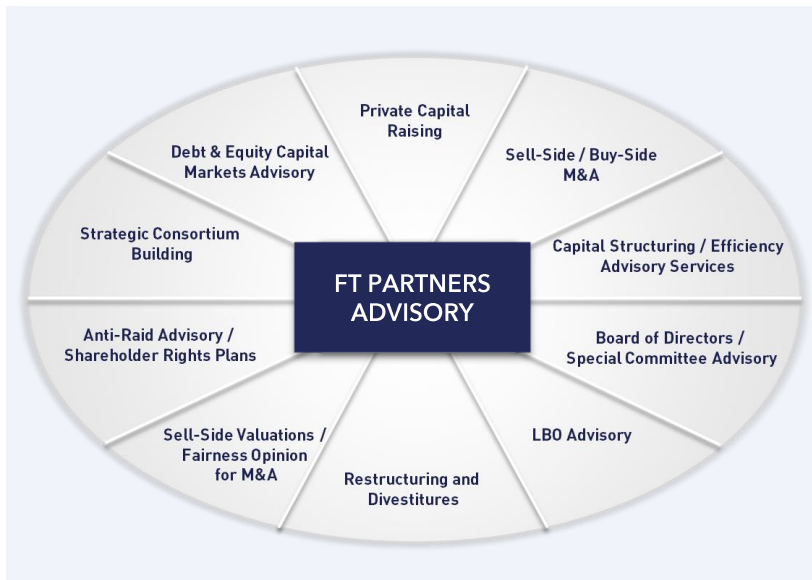 Private Capital
Raising
Debt & Equity Capital
Markets Advisory
Sell-Side / Buy-Side
M&A
Strategic Consortium
Building
Capital Structuring / Efficiency
Advisory Services
FT PARTNERS
ADVISORY
Anti-Raid Advisory /
Shareholder Rights Plans
Board of Directors /
Special Committee Advisory
Sell-Side Valuations /
Fairness Opinion
for M&A
LBO Advisory
Restructuring and
Divestitures